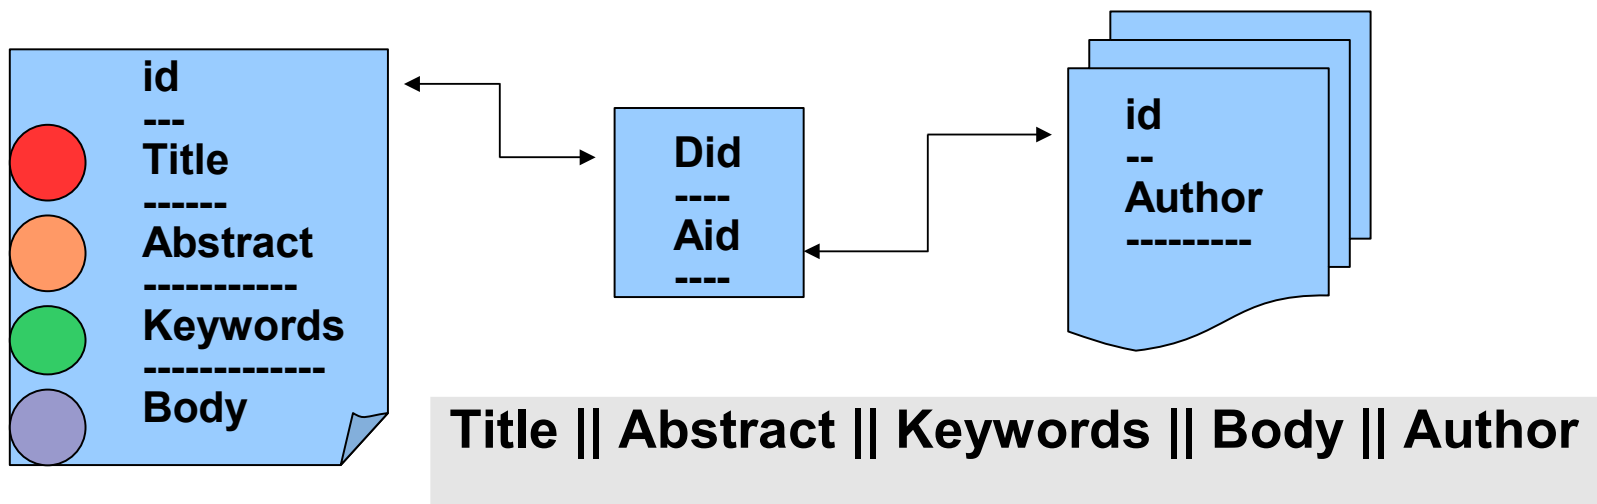 id
---
Title
------
Abstract
-----------
Keywords
-------------
Body
Did
----
Aid
----
id
--
Author
---------
Title || Abstract || Keywords || Body || Author